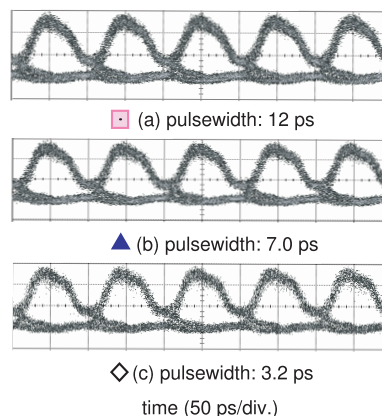 (a) pulsewidth: 12 ps
(b) pulsewidth: 7.0 ps
(c) pulsewidth: 3.2 ps
time (50 ps/div.)